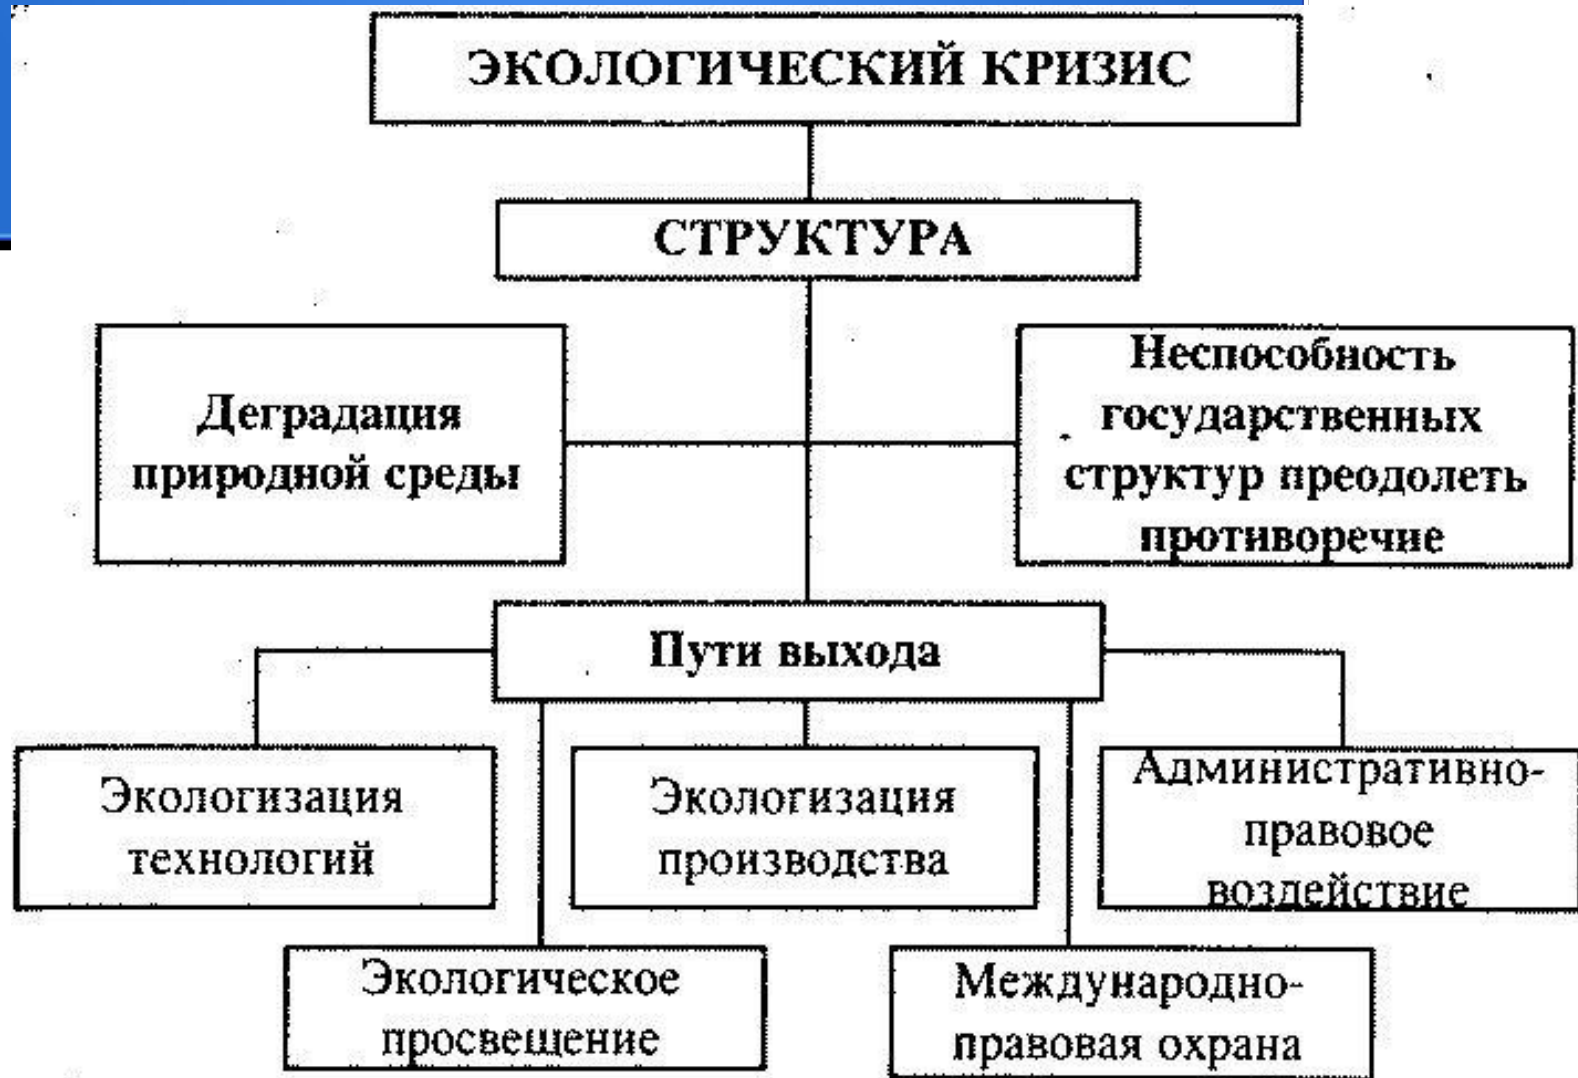 ЭКОЛОГИЧЕСКИЙ КРИЗИС
СТРУКТУРА
Деградация
природной среды
Неспособность
государственных
структур преодолеть
противоречие
Пути выхода
Экологизация
технологий
Экологизация
производства
Административно-
правовое
воздействие
Экологическое
просвещение
Международно-
правовая охрана